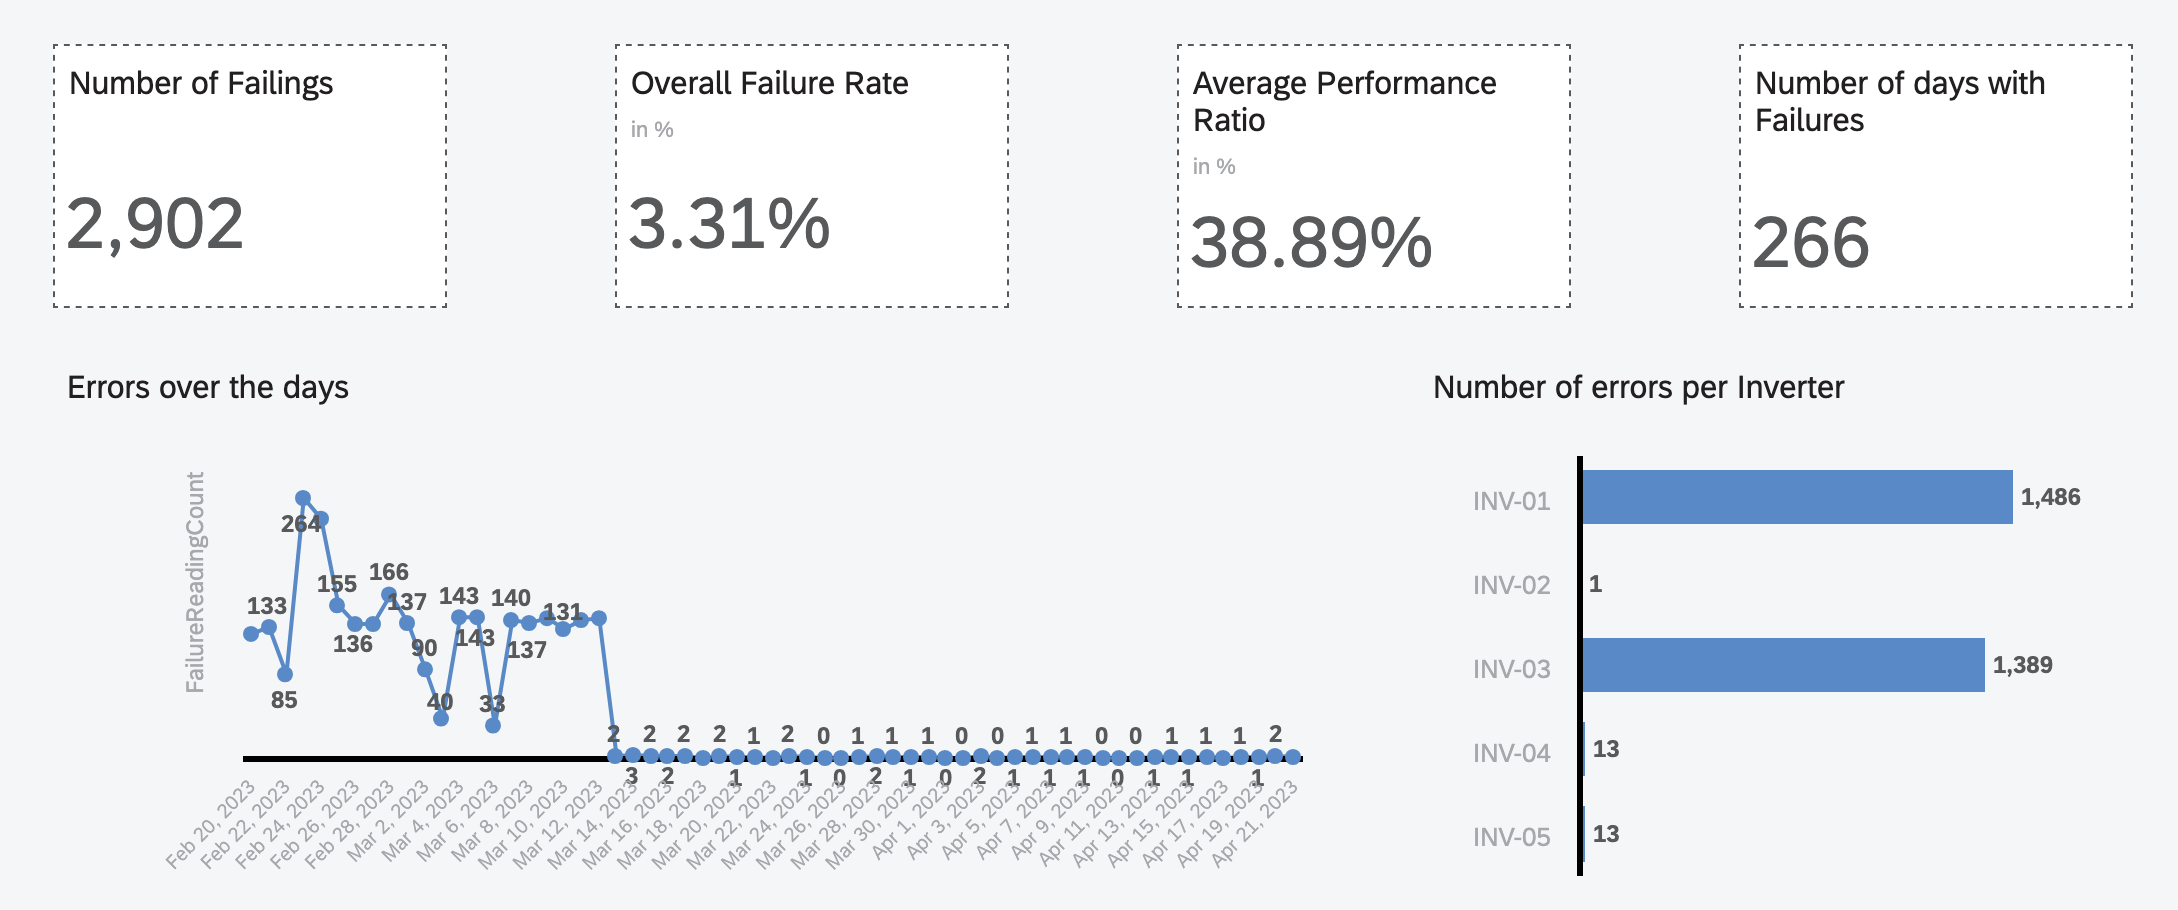 Number of Failings
2,902
Overall Failure Rate
in %
3.31%
Average Performance
Ratio
in %
38.89%
Number of days with
Failures
266
Errors over the days
FailureReadingCount
133
85
264
155
136
166
137
90
40
143
143
33
140
137
131
2
3
2
2
2
2
1
1
2
1
0
0
1
2
1
1
1
0
0
2
0
1
1
1
1
1
0
0
0
1
1
1
1
1
1
2
Feb 20, 2023
Feb 22, 2023
Feb 24, 2023
Feb 26, 2023
Feb 28, 2023
Mar 2, 2023
Mar 4, 2023
Mar 6, 2023
Mar 8, 2023
Mar 10, 2023
Mar 12, 2023
Mar 14, 2023
Mar 16, 2023
Mar 18, 2023
Mar 20, 2023
Mar 22, 2023
Mar 24, 2023
Mar 26, 2023
Mar 28, 2023
Mar 30, 2023
Apr 1, 2023
Apr 3, 2023
Apr 5, 2023
Apr 7, 2023
Apr 9, 2023
Apr 11, 2023
Apr 13, 2023
Apr 15, 2023
Apr 17, 2023
Apr 19, 2023
Apr 21, 2023
Number of errors per Inverter
INV-01
1,486
INV-02
1
INV-03
1,389
INV-04
13
INV-05
13